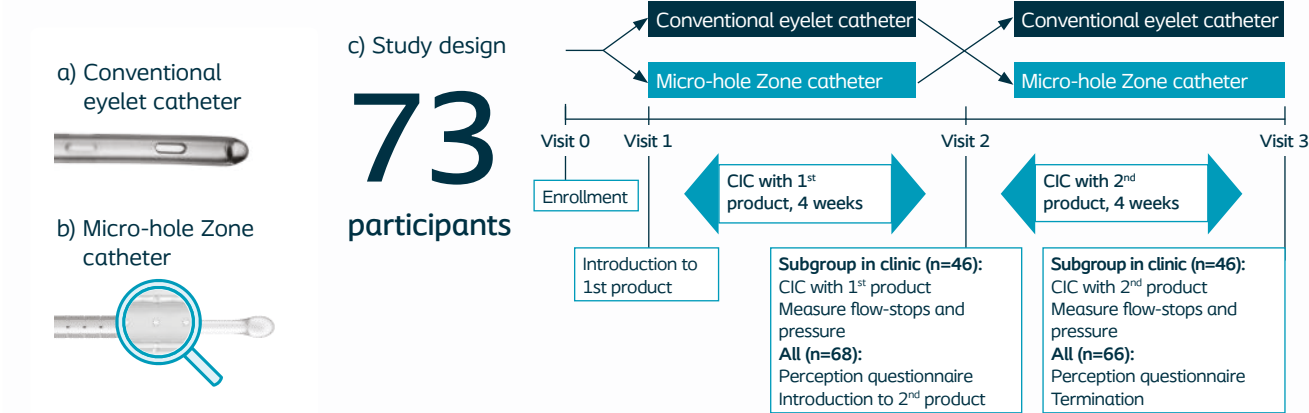 a) Conventional
eyelet catheter
b) Micro-hole Zone
catheter
c) Study design
73
participants
Conventional eyelet catheter
Conventional eyelet catheter
Micro-hole Zone catheter
Micro-hole Zone catheter
Visit 0
Visit 1
Visit 2
Visit 3
Enrollment
CIC with 1st
product, 4 weeks
CIC with 2nd
product, 4 weeks
Introduction to
1st product
Subgroup in clinic (n=46):
CIC with 1st product
Measure flow-stops and
pressure
All (n=68):
Perception questionnaire
Introduction to 2nd product
Subgroup in clinic (n=46):
CIC with 2nd product
Measure flow-stops and
pressure
All (n=66):
Perception questionnaire
Termination